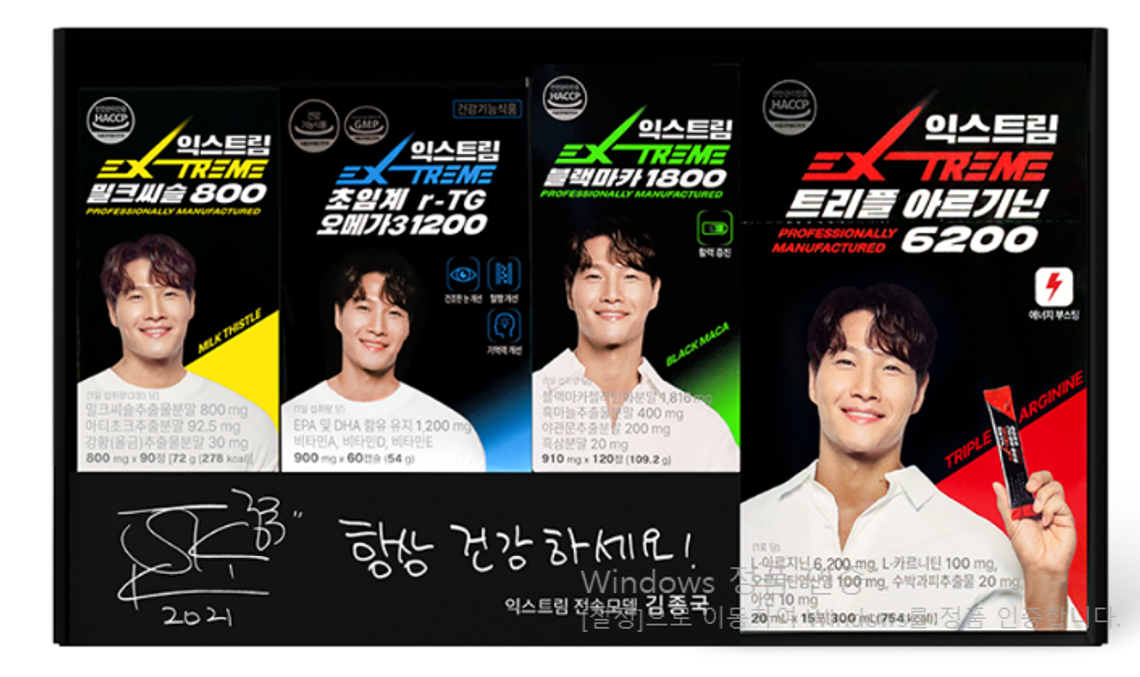 HACCP
익스트림
EXTREME
밀크씨슬 800
PROFESSIONALLY MANUFACTURED
MILK THISTLE
(1일 섭취량(3정) 당)
밀크씨슬추출물분말 800 mg
아티초크추출물분말 92.5 mg
강황(울금)추출물분말 30 mg
800 mg x 90정 [72 g (278 kcal)]
건강
기능식품
GMP
건강기능식품
익스트림
EXTREME
초임계 r-TG
오메가3 1200
건조한 눈 개선
혈행 개선
기억력 개선
(1일 섭취량 당)
EPA 및 DHA 함유 유지 1,200 mg
비타민A, 비타민D, 비타민E
900 mg x 60캡슐 (54 g)
HACCP
익스트림
EXTREME
블랙마카 1800
PROFESSIONALLY MANUFACTURED
활력 증진
BLACK MACA
(1일 섭취량 당)
블랙마카젤라틴화분말 1,816 mg
흑마늘추출물분말 400 mg
야관문추출분말 200 mg
흑삼분말 20 mg
910 mg x 120정 (109.2 g)
HACCP
익스트림
EXTREME
트리플 아르기닌
PROFESSIONALLY
MANUFACTURED
6200
에너지 부스팅
TRIPLE ARGININE
(1포 당)
L-아르지닌 6,200 mg, L-카르니틴 100 mg,
오르니틴염산염 100 mg, 수박과피추출물 20 mg
아연 10 mg
20 mL x 15포 300 mL (754 kcal)]
2021
항상 건강하세요!
익스트림 전속모델 김종국
Windows 정품 인증
[설정]으로 이동하여 Windows를 정품 인증합니다.